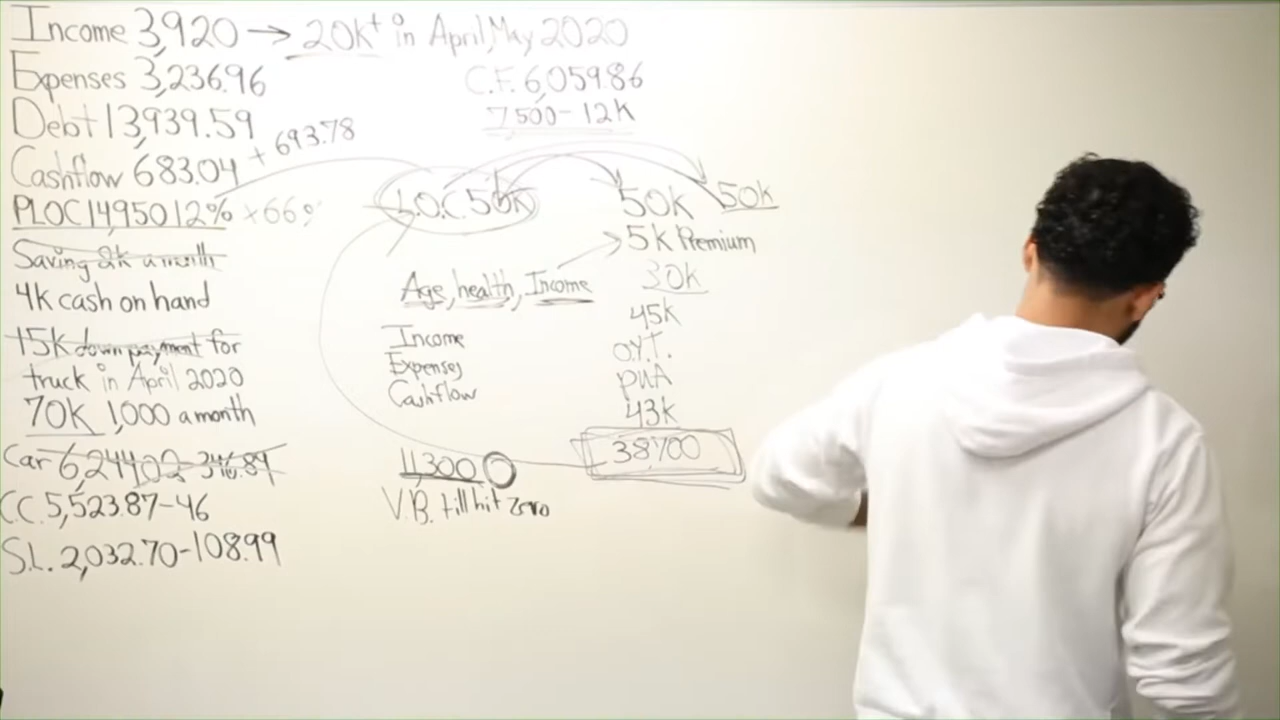 Income 3,920 → 20K+ in April, May 2020
Expenses 3,236.96
C.F. 6,059.86
Debt 13,939.59
7,500-12K
Cashflow 683.04 + 693.78
PLOC 14950 12% +66
L.O.C 50K
50K
50K
Saving 2k a month
5K Premium
4K cash on hand
Age, health, Income
30K
15K down payment for
truck in April 2020
70K 1,000 a month
Income
Expenses
Cashflow
45K
O.Y.T.
PUA
43K
38700
Car 6,244.02 346.84
11,300
C.C. 5,523.87-46
V.B. till hit zero
S.L. 2,032.70-108.99